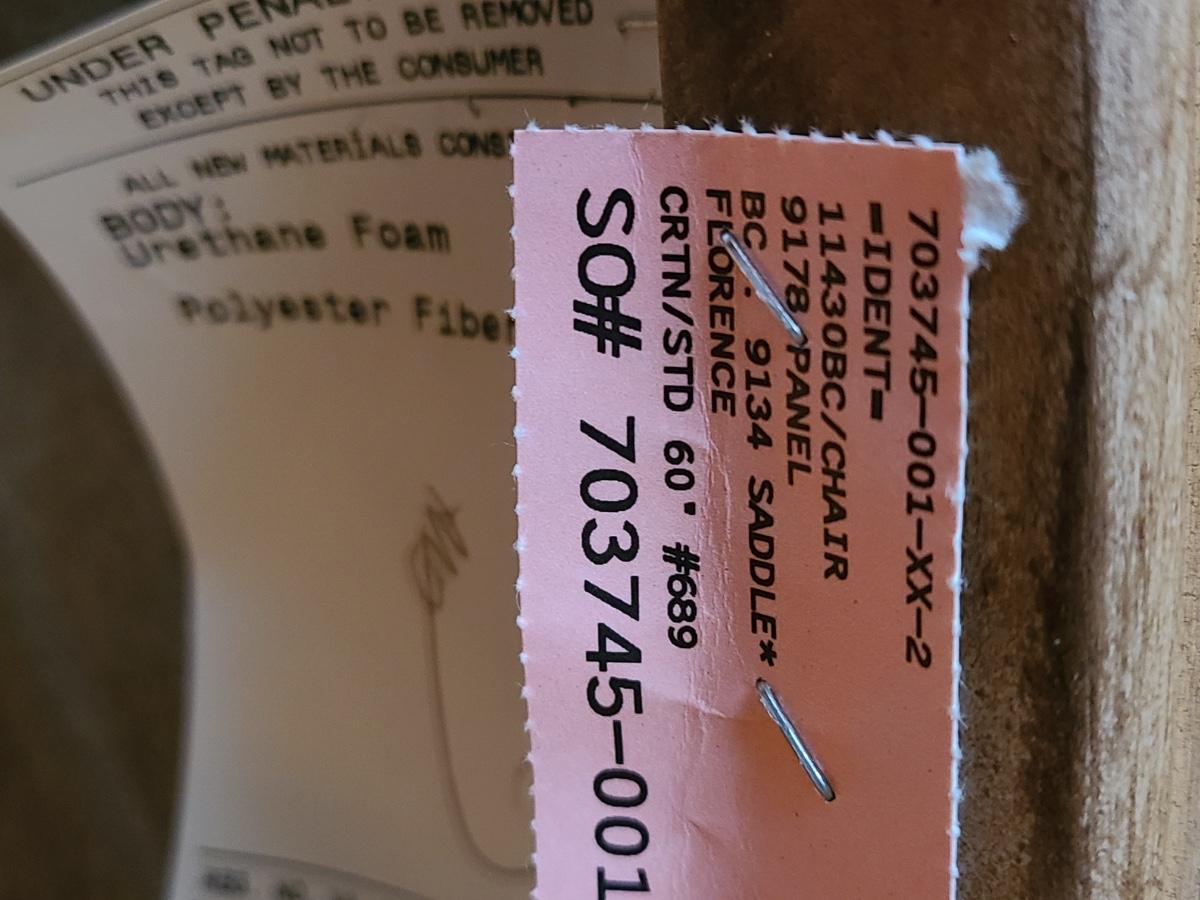 UNDER PENAL
THIS TAG NOT TO BE REMOVED
EXCEPT BY THE CONSUMER
ALL NEW MATERIALS CONS
BODY:
Urethane Foam
Polyester Fiber
703745-001-XX-2
=IDENT=
11430BC/CHAIR
9178 PANEL
BC: 9134 SADDLE*
FLORENCE
CRTN/STD 60" #689
SO# 703745-001